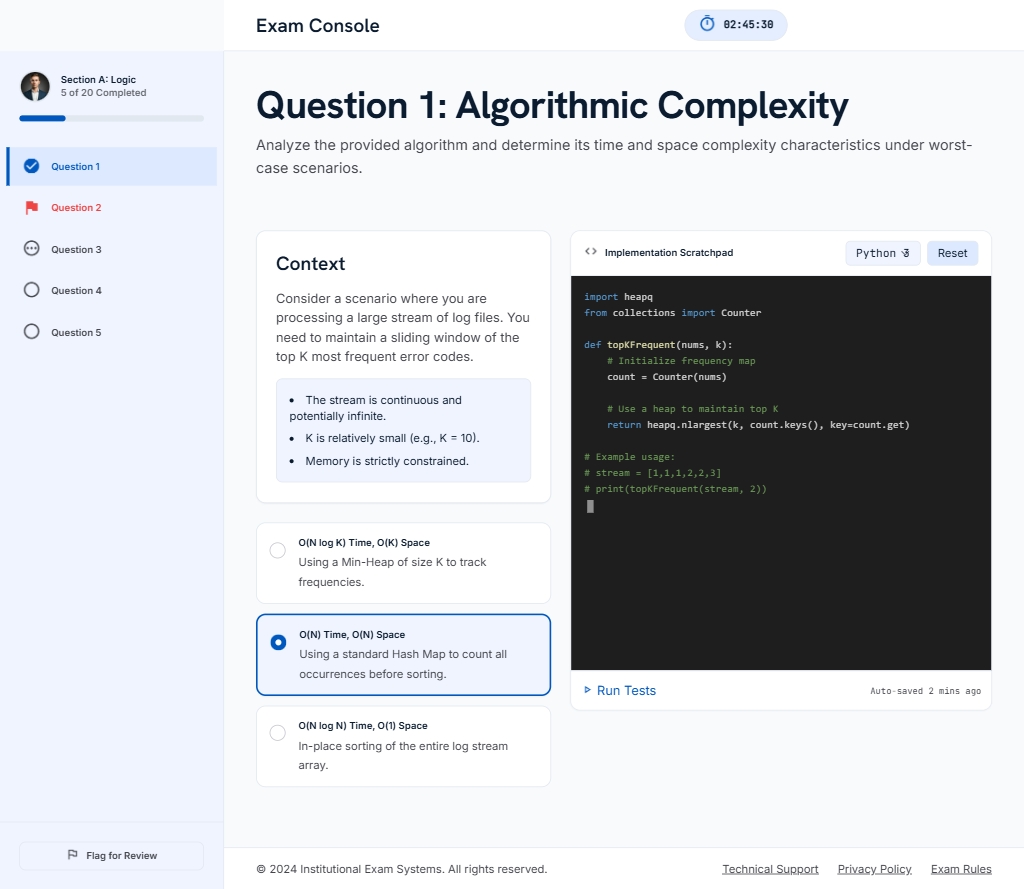 Exam Console
02:45:30
Section A: Logic
5 of 20 Completed
Question 1
Question 2
Question 3
Question 4
Question 5
Flag for Review
Question 1: Algorithmic Complexity
Analyze the provided algorithm and determine its time and space complexity characteristics under worst-
case scenarios.
Context
Consider a scenario where you are
processing a large stream of log files. You
need to maintain a sliding window of the
top K most frequent error codes.
• The stream is continuous and
potentially infinite.
• K is relatively small (e.g., K = 10).
• Memory is strictly constrained.
O(N log K) Time, O(K) Space
Using a Min-Heap of size K to track
frequencies.
O(N) Time, O(N) Space
Using a standard Hash Map to count all
occurrences before sorting.
O(N log N) Time, O(1) Space
In-place sorting of the entire log stream
array.
Implementation Scratchpad
Python 3
Reset
import heapq
from collections import Counter
def topKFrequent(nums, k):
# Initialize frequency map
count = Counter(nums)
# Use a heap to maintain top K
return heapq.nlargest(k, count.keys(), key=count.get)
# Example usage:
# stream = [1,1,1,2,2,3]
# print(topKFrequent(stream, 2))
Run Tests
Auto-saved 2 mins ago
© 2024 Institutional Exam Systems. All rights reserved.
Technical Support
Privacy Policy
Exam Rules